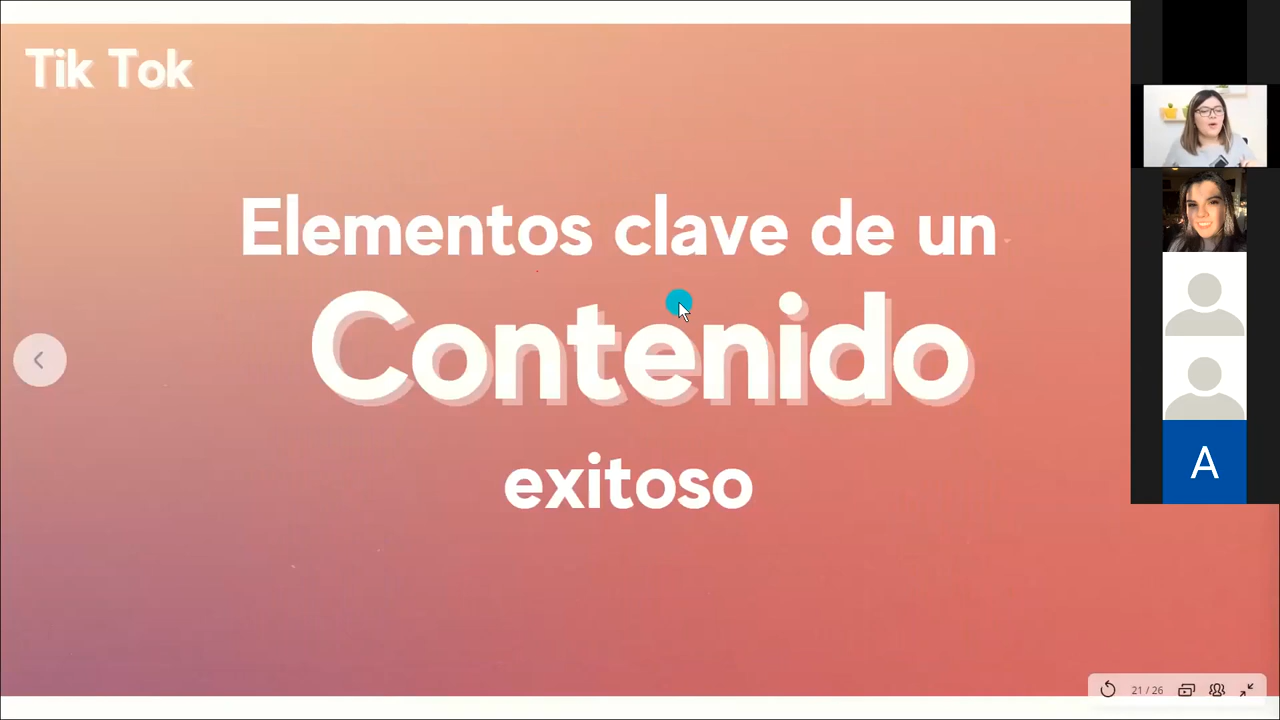 Tik Tok
Elementos clave de un
Contenido
exitoso
A
21 / 26